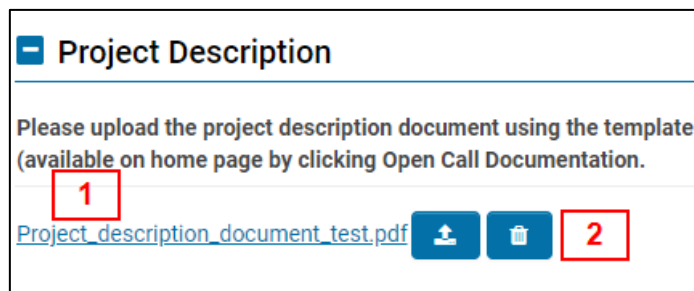 Project Description
Please upload the project description document using the template
(available on home page by clicking Open Call Documentation.
1
Project_description_document_test.pdf
2